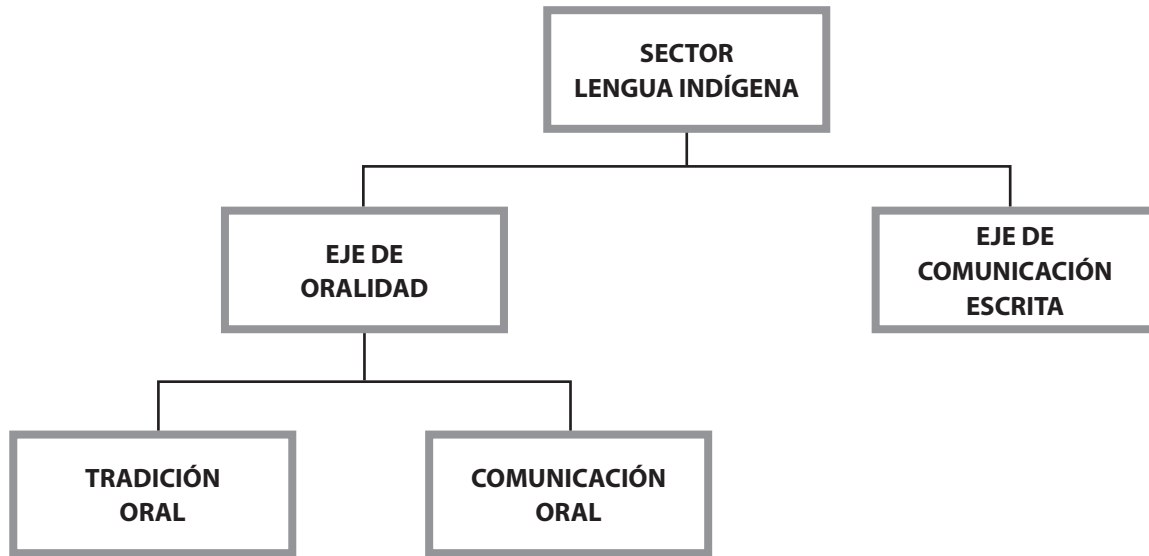 SECTOR
LENGUA INDÍGENA
EJE DE
ORALIDAD
EJE DE
COMUNICACIÓN
ESCRITA
TRADICIÓN
ORAL
COMUNICACIÓN
ORAL